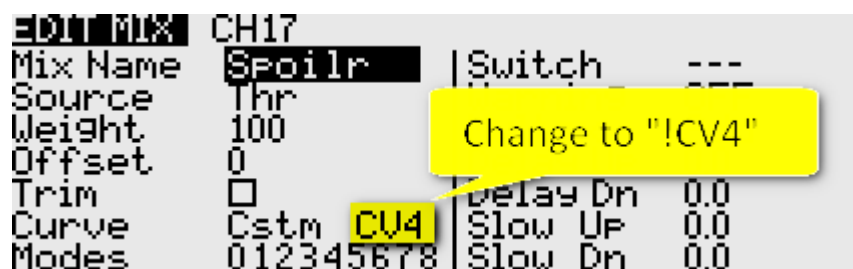 EDIT MIX CH17
Mix Name Spoilr Switch ---
Source Thr
Weight 100
Change to "!CV4"
Offset 0
Trim Delay Dn 0.0
Curve Cstm CV4 Slow Up 0.0
Modes 012345678 Slow Dn 0.0